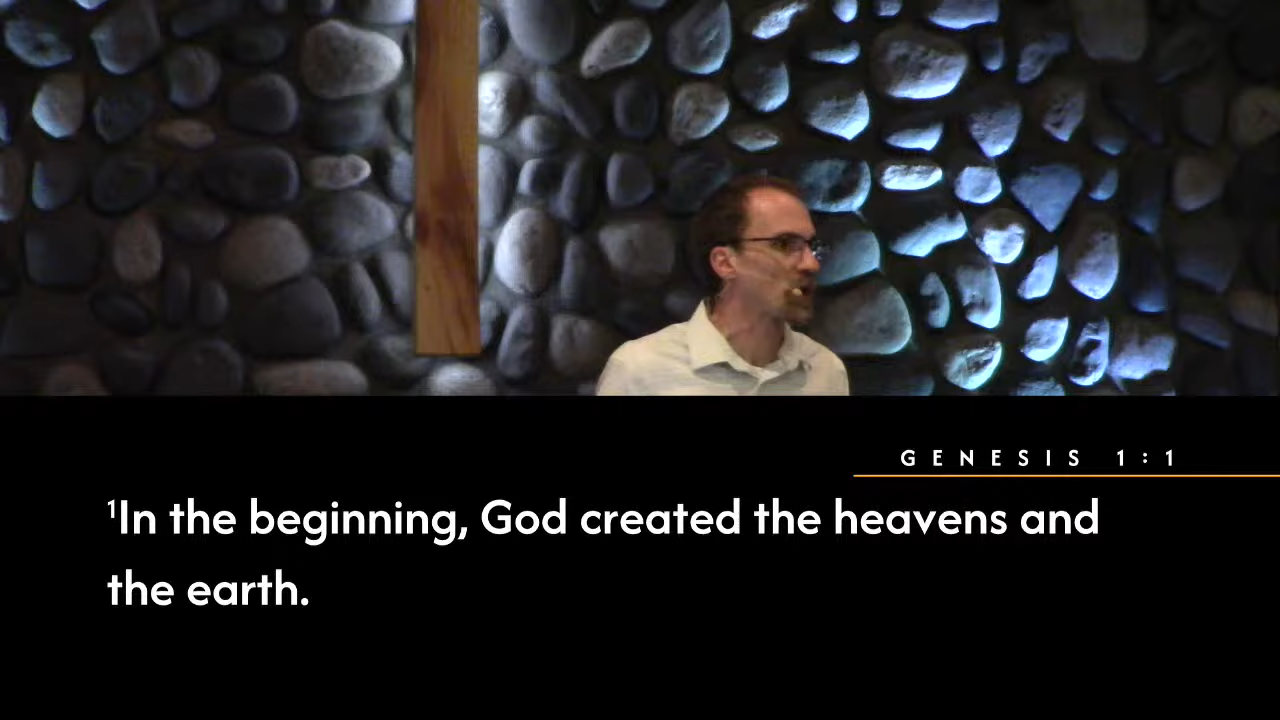 GENESIS 1:1
¹In the beginning, God created the heavens and
the earth.